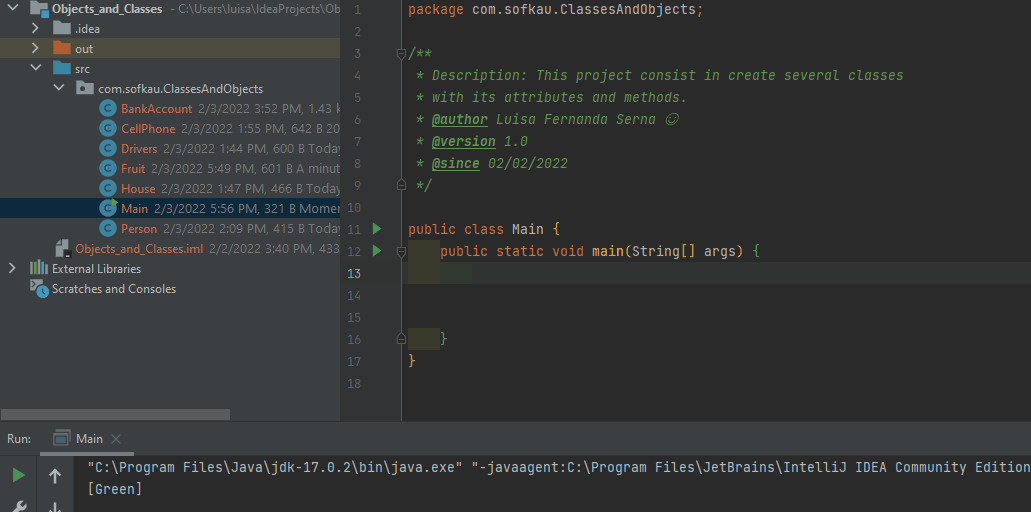 Objects_and_Classes - C:\Users\luisa\IdeaProjects\Ob
.idea
out
src
com.sofkau.ClassesAndObjects
BankAccount 2/3/2022 3:52 PM, 1.43 k
CellPhone 2/3/2022 1:55 PM, 642 B 20
Drivers 2/3/2022 1:44 PM, 600 B Today
Fruit 2/3/2022 5:49 PM, 601 B A minut
House 2/3/2022 1:47 PM, 466 B Today
Main 2/3/2022 5:56 PM, 321 B Momen
Person 2/3/2022 2:09 PM, 415 B Today
Objects_and_Classes.iml 2/2/2022 3:40 PM, 433
External Libraries
Scratches and Consoles
1 package com.sofkau.ClassesAndObjects;
2
3 /**
4 * Description: This project consist in create several classes
5 * with its attributes and methods.
6 * @author Luisa Fernanda Serna ☺
7 * @version 1.0
8 * @since 02/02/2022
9 */
10
11 public class Main {
12 public static void main(String[] args) {
13
14
15
16 }
17 }
18
Run: Main
"C:\Program Files\Java\jdk-17.0.2\bin\java.exe" "-javaagent:C:\Program Files\JetBrains\IntelliJ IDEA Community Edition
[Green]